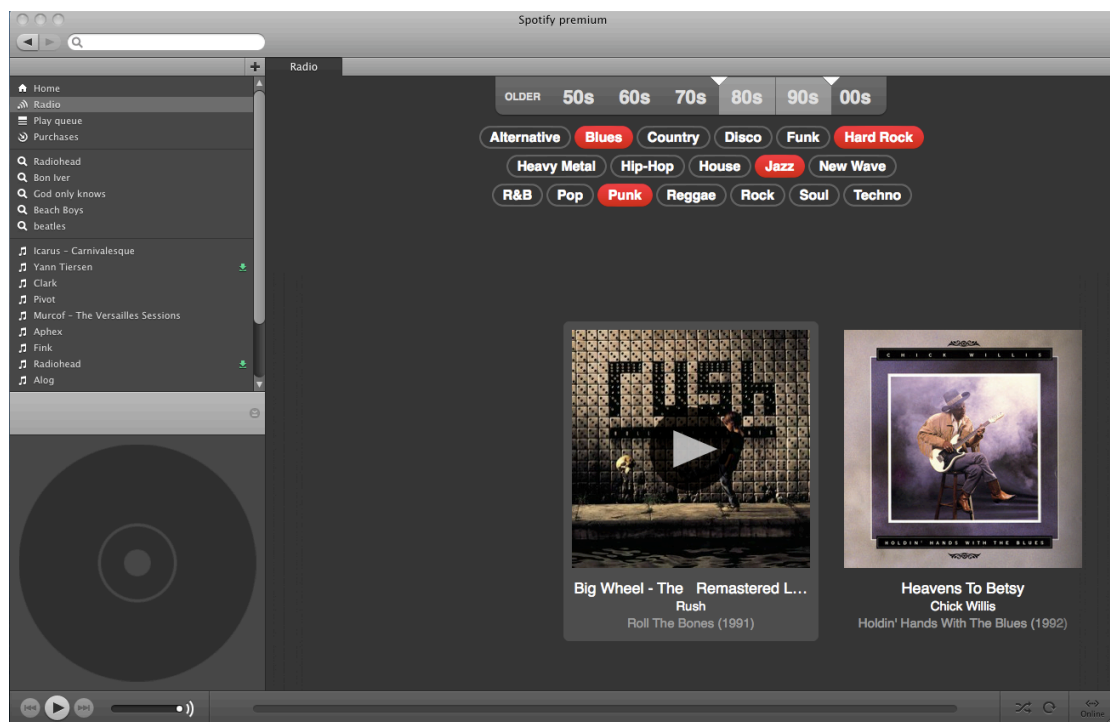 Spotify premium
Radio
Home
Radio
Play queue
Purchases
Radiohead
Bon Iver
God only knows
Beach Boys
beatles
Icarus – Carnivalesque
Yann Tiersen
Clark
Pivot
Murcof – The Versailles Sessions
Aphex
Fink
Radiohead
Alog
OLDER 50s 60s 70s 80s 90s 00s
Alternative Blues Country Disco Funk Hard Rock
Heavy Metal Hip-Hop House Jazz New Wave
R&B Pop Punk Reggae Rock Soul Techno
RUSH
Big Wheel - The Remastered L...
Rush
Roll The Bones (1991)
CHICK WILLIS
HOLDIN' HANDS WITH THE BLUES
Heavens To Betsy
Chick Willis
Holdin' Hands With The Blues (1992)
Online